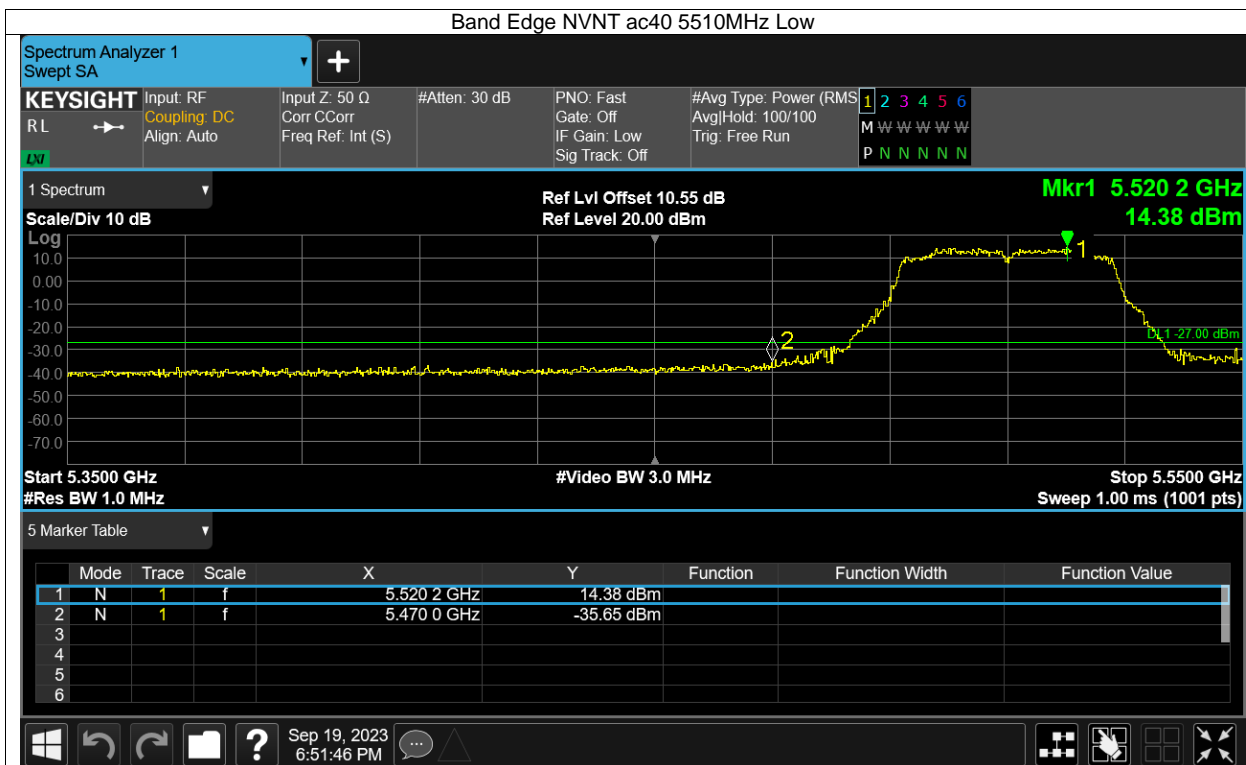 Band Edge NVNT ac40 5510MHz Low
Spectrum Analyzer 1
Swept SA
KEYSIGHT
RL
LXI
Input: RF
Coupling: DC
Align: Auto
Input Z: 50 Ω
Corr CCorr
Freq Ref: Int (S)
#Atten: 30 dB
PNO: Fast
Gate: Off
IF Gain: Low
Sig Track: Off
#Avg Type: Power (RMS
Avg|Hold: 100/100
Trig: Free Run
1 2 3 4 5 6
M W W W W W W
P N N N N N N
1 Spectrum
Scale/Div 10 dB
Ref Lvl Offset 10.55 dB
Ref Level 20.00 dBm
Mkr1 5.520 2 GHz
14.38 dBm
Log
10.0
0.00
-10.0
-20.0
-30.0
-40.0
-50.0
-60.0
-70.0
1
2
DL1 -27.00 dBm
Start 5.3500 GHz
#Video BW 3.0 MHz
Stop 5.5500 GHz
#Res BW 1.0 MHz
Sweep 1.00 ms (1001 pts)
5 Marker Table
Mode Trace Scale X Y Function Function Width Function Value
1 N 1 f 5.520 2 GHz 14.38 dBm
2 N 1 f 5.470 0 GHz -35.65 dBm
3
4
5
6
?
Sep 19, 2023
6:51:46 PM